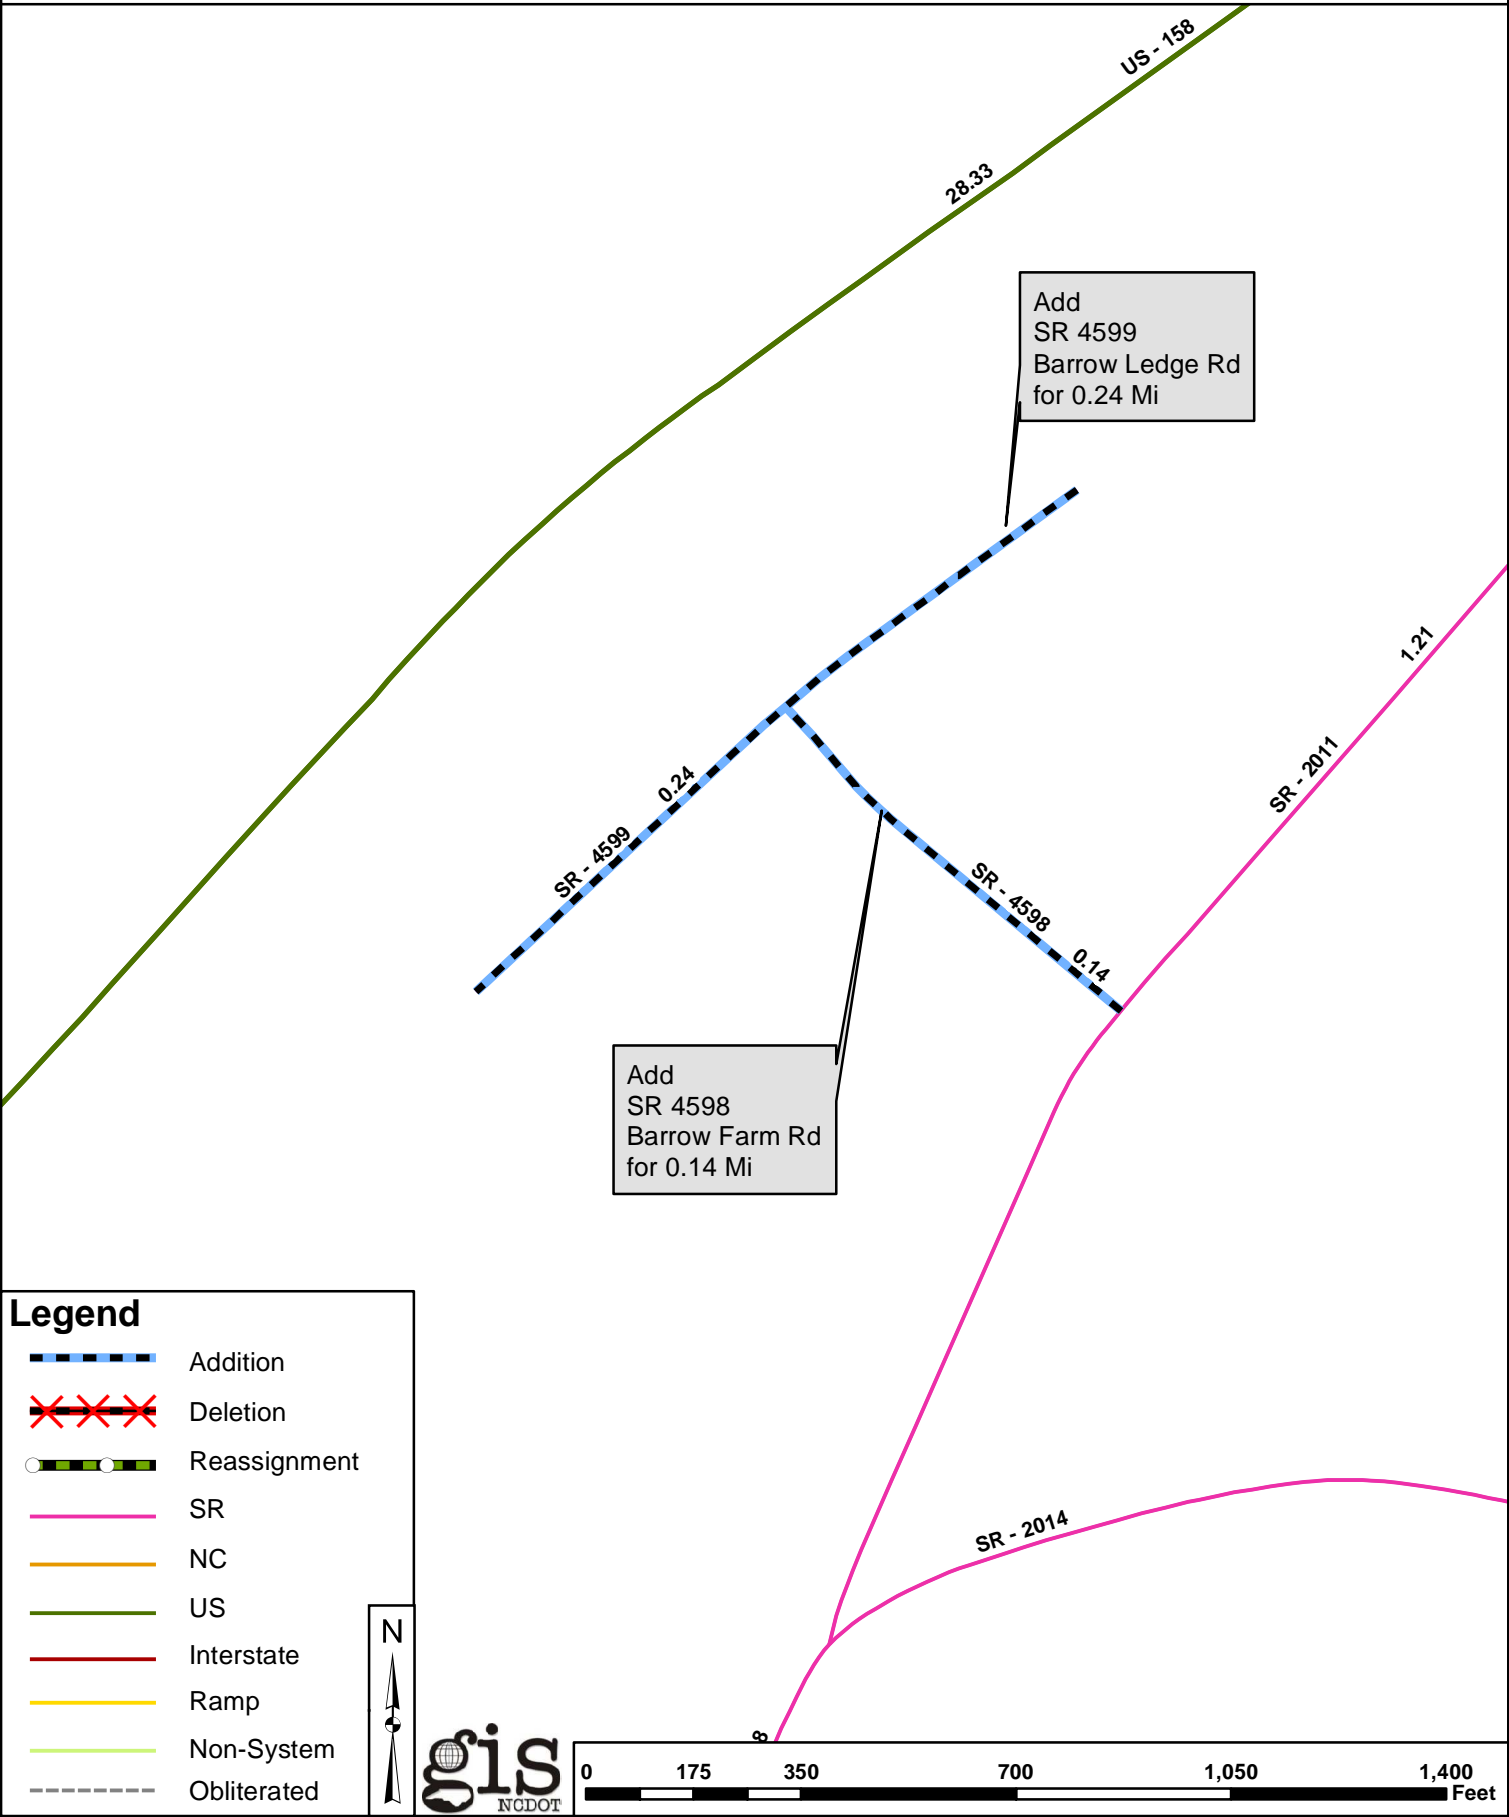 US - 158
28.33
Add
SR 4599
Barrow Ledge Rd
for 0.24 Mi
1.21
SR - 2011
0.24
SR - 4599
SR - 4598
0.14
Add
SR 4598
Barrow Farm Rd
for 0.14 Mi
SR - 2014
8
Legend
Addition
Deletion
Reassignment
SR
NC
US
Interstate
Ramp
Non-System
Obliterated
N
gis
NCDOT
0 175 350 700 1,050 1,400
Feet